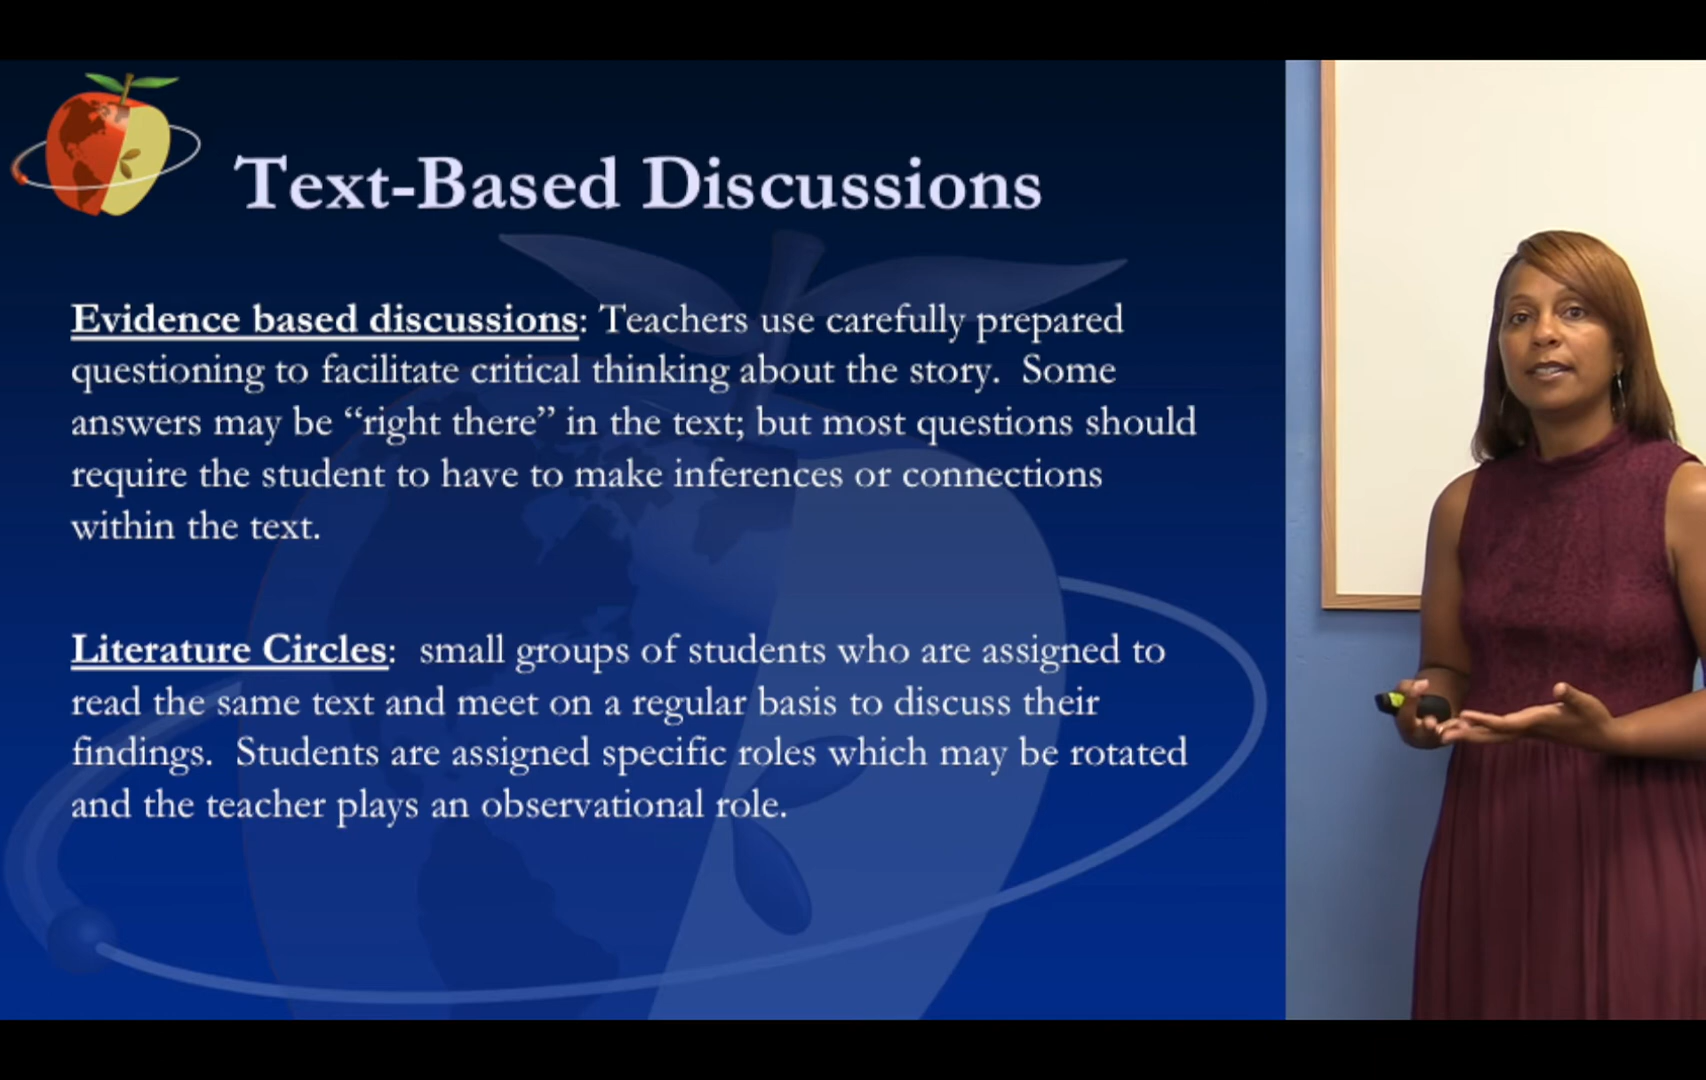 Text-Based Discussions
Evidence based discussions: Teachers use carefully prepared
questioning to facilitate critical thinking about the story.  Some
answers may be “right there” in the text; but most questions should
require the student to have to make inferences or connections
within the text.
Literature Circles:  small groups of students who are assigned to
read the same text and meet on a regular basis to discuss their
findings.  Students are assigned specific roles which may be rotated
and the teacher plays an observational role.